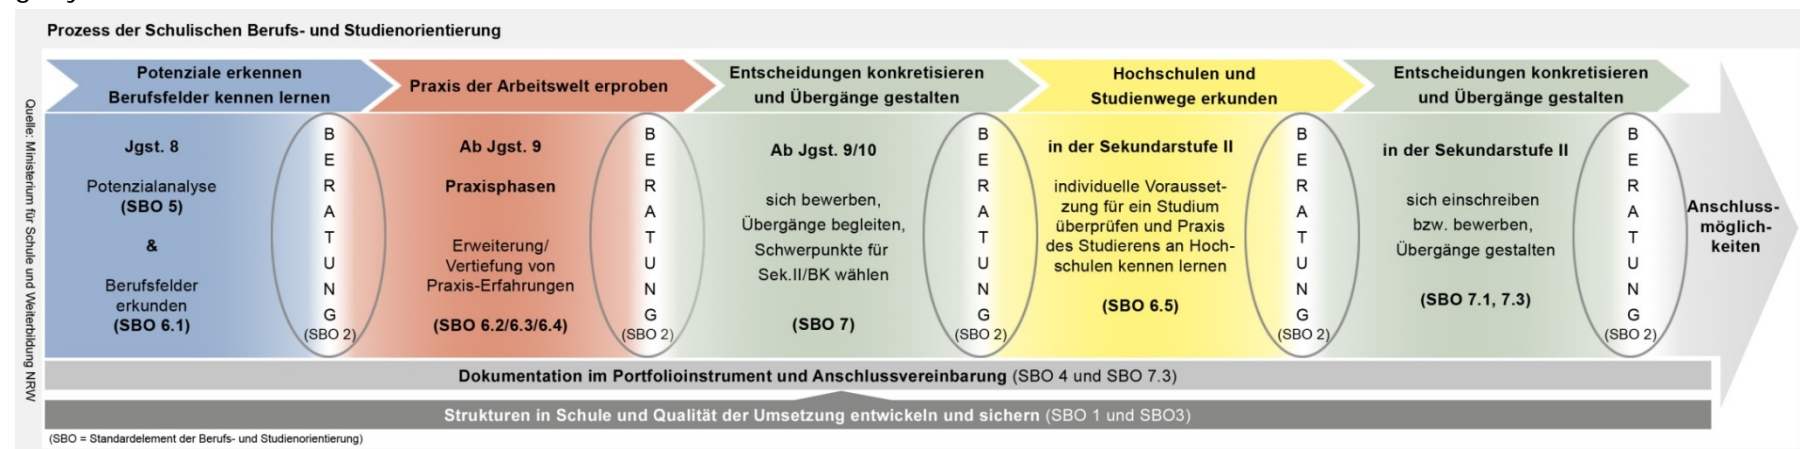 Prozess der Schulischen Berufs- und Studienorientierung
Potenziale erkennen
Berufsfelder kennen lernen
Praxis der Arbeitswelt erproben
Entscheidungen konkretisieren
und Übergänge gestalten
Hochschulen und
Studienwege erkunden
Entscheidungen konkretisieren
und Übergänge gestalten
Quelle: Ministerium für Schule und Weiterbildung NRW
Jgst. 8
Potenzialanalyse
(SBO 5)
&
Berufsfelder
erkunden
(SBO 6.1)
BERATUNG
(SBO 2)
Ab Jgst. 9
Praxisphasen
Erweiterung/
Vertiefung von
Praxis-Erfahrungen
(SBO 6.2/6.3/6.4)
BERATUNG
(SBO 2)
Ab Jgst. 9/10
sich bewerben,
Übergänge begleiten,
Schwerpunkte für
Sek.II/BK wählen
(SBO 7)
BERATUNG
(SBO 2)
in der Sekundarstufe II
individuelle Vorausset-
zung für ein Studium
überprüfen und Praxis
des Studierens an Hoch-
schulen kennen lernen
(SBO 6.5)
BERATUNG
(SBO 2)
in der Sekundarstufe II
sich einschreiben
bzw. bewerben,
Übergänge gestalten
(SBO 7.1, 7.3)
BERATUNG
(SBO 2)
Anschluss-
möglich-
keiten
Dokumentation im Portfolioinstrument und Anschlussvereinbarung (SBO 4 und SBO 7.3)
Strukturen in Schule und Qualität der Umsetzung entwickeln und sichern (SBO 1 und SBO3)
(SBO = Standardelement der Berufs- und Studienorientierung)